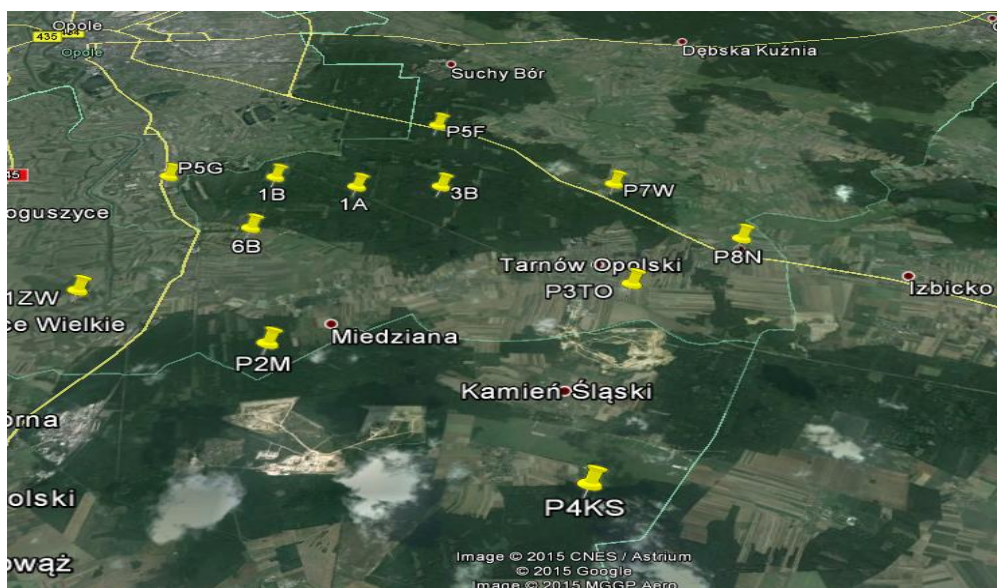 Opole
435
Opole
Suchy Bór
Dębska Kuźnia
P5F
P5G
1B
1A
3B
P7W
45
oguszyce
6B
P8N
Tarnów Opolski
P3TO
Izbicko
1ZW
ce Wielkie
P2M
Miedziana
Kamień Śląski
órna
olski
P4KS
owąż
Image © 2015 CNES / Astrium
© 2015 Google
Image © 2015 MGGP Aero